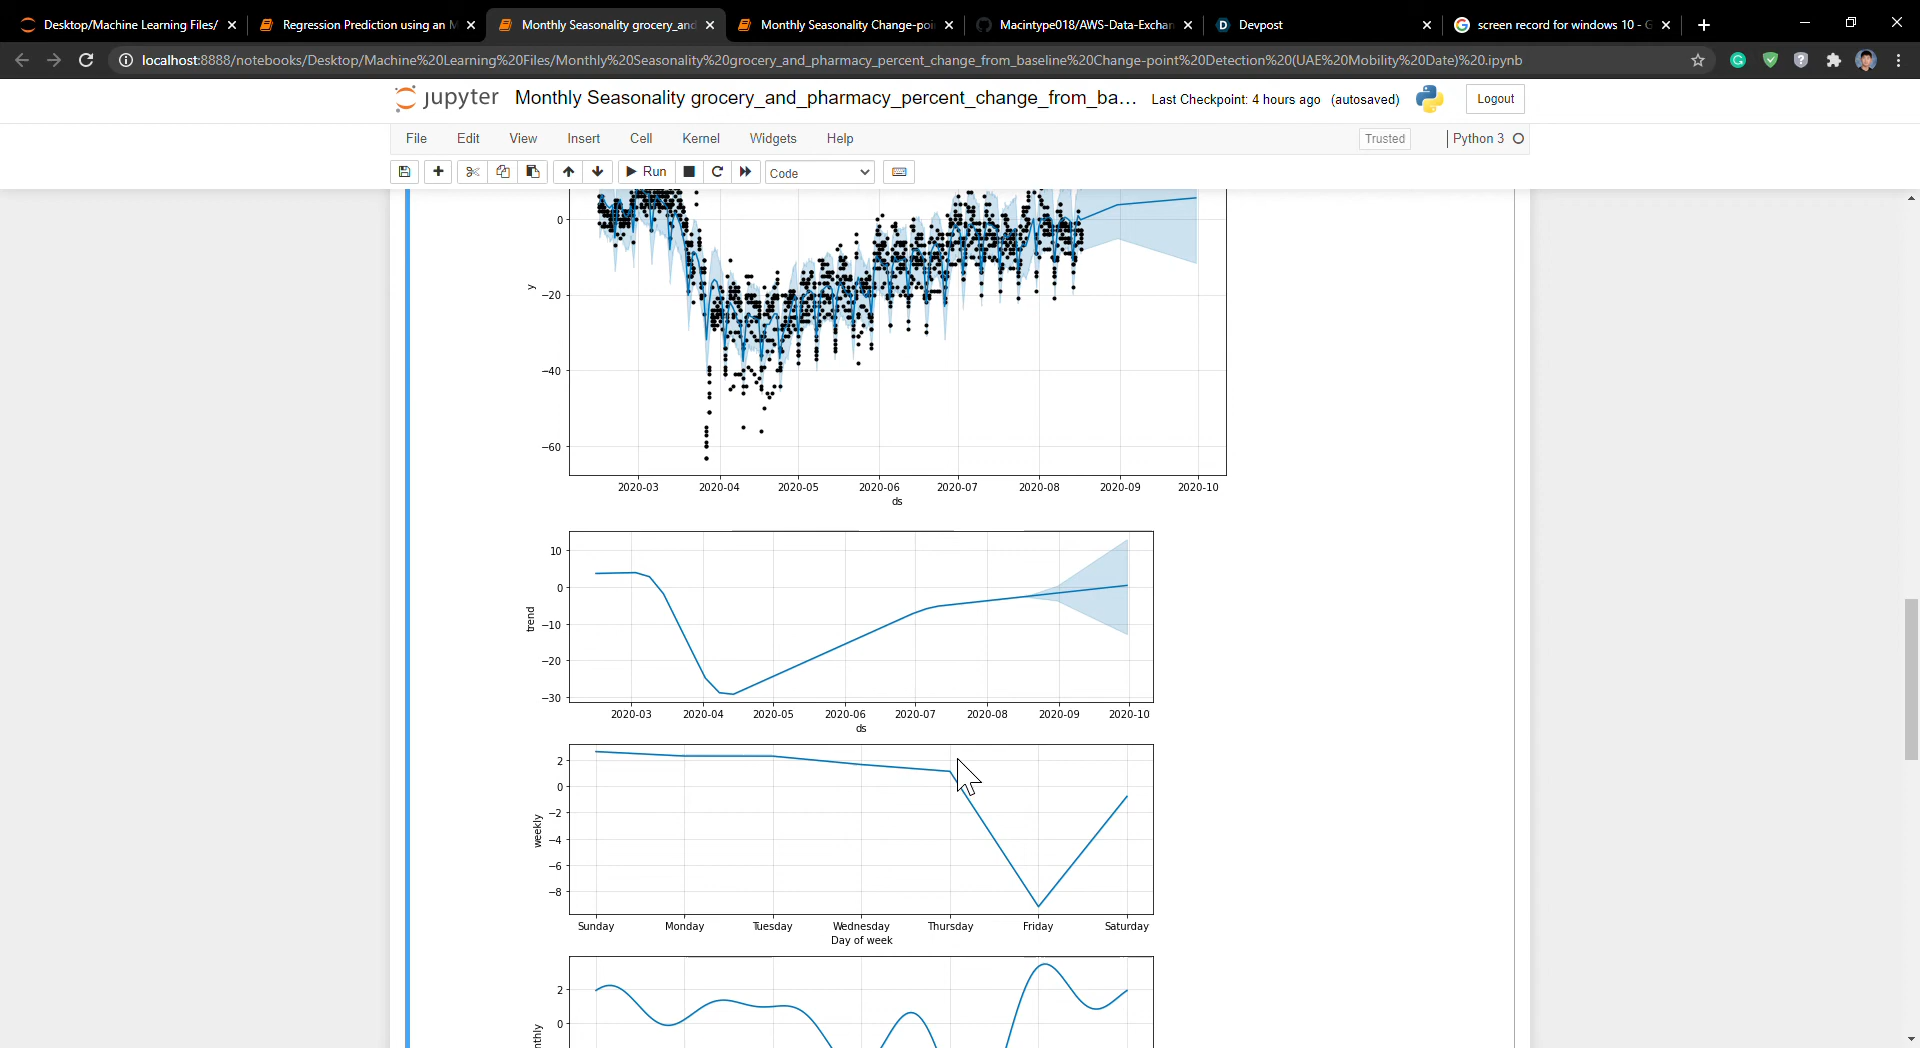 Desktop/Machine Learning Files/
Regression Prediction using an M
Monthly Seasonality grocery_and
Monthly Seasonality Change-poi
Macintype018/AWS-Data-Exchan
Devpost
screen record for windows 10 - G
localhost:8888/notebooks/Desktop/Machine%20Learning%20Files/Monthly%20Seasonality%20grocery_and_pharmacy_percent_change_from_baseline%20Change-point%20Detection%20(UAE%20Mobility%20Date)%20.ipynb
jupyter Monthly Seasonality grocery_and_pharmacy_percent_change_from_ba... Last Checkpoint: 4 hours ago (autosaved) Logout
File Edit View Insert Cell Kernel Widgets Help Trusted Python 3
Run Code
0
−20
−40
−60
y
2020-03 2020-04 2020-05 2020-06 2020-07 2020-08 2020-09 2020-10
ds
10
0
−10
−20
−30
trend
2020-03 2020-04 2020-05 2020-06 2020-07 2020-08 2020-09 2020-10
ds
2
0
−2
−4
−6
−8
weekly
Sunday Monday Tuesday Wednesday Thursday Friday Saturday
Day of week
2
0
nthly